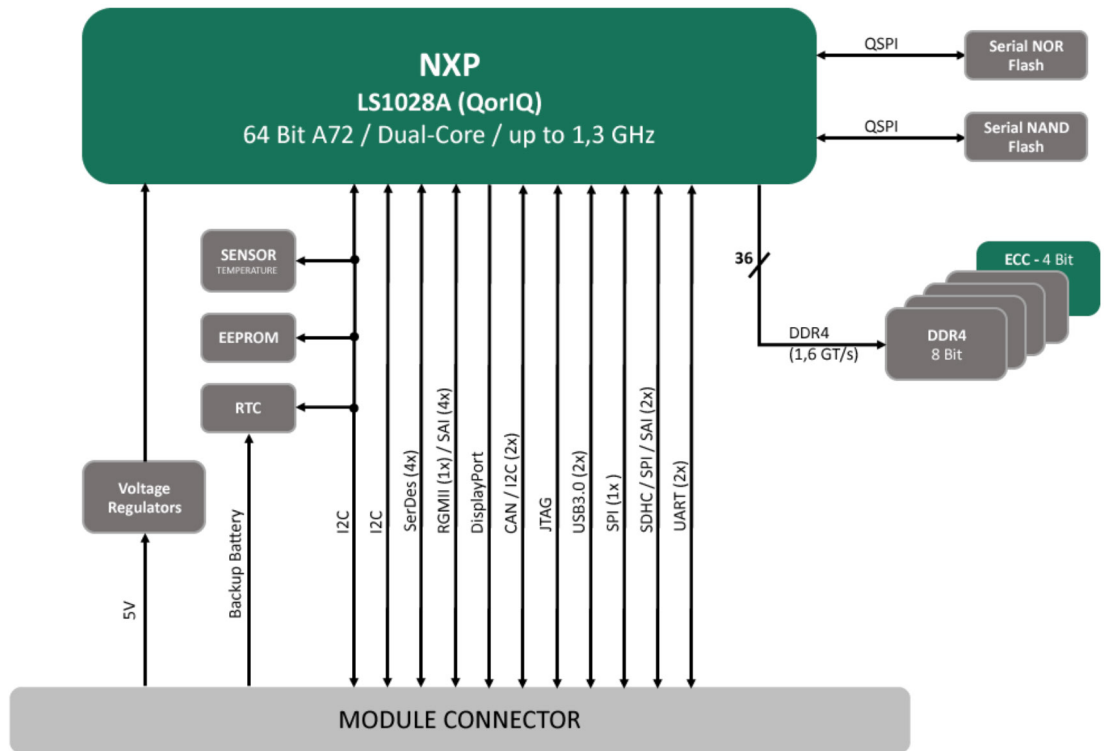 NXP
LS1028A (QorIQ)
64 Bit A72 / Dual-Core / up to 1,3 GHz
QSPI
Serial NOR
Flash
QSPI
Serial NAND
Flash
SENSOR
TEMPERATURE
EEPROM
RTC
Voltage
Regulators
36
ECC - 4 Bit
DDR4
(1,6 GT/s)
DDR4
8 Bit
5V
Backup Battery
I2C
I2C
SerDes (4x)
RGMII (1x) / SAI (4x)
DisplayPort
CAN / I2C (2x)
JTAG
USB3.0 (2x)
SPI (1x )
SDHC / SPI / SAI (2x)
UART (2x)
MODULE CONNECTOR